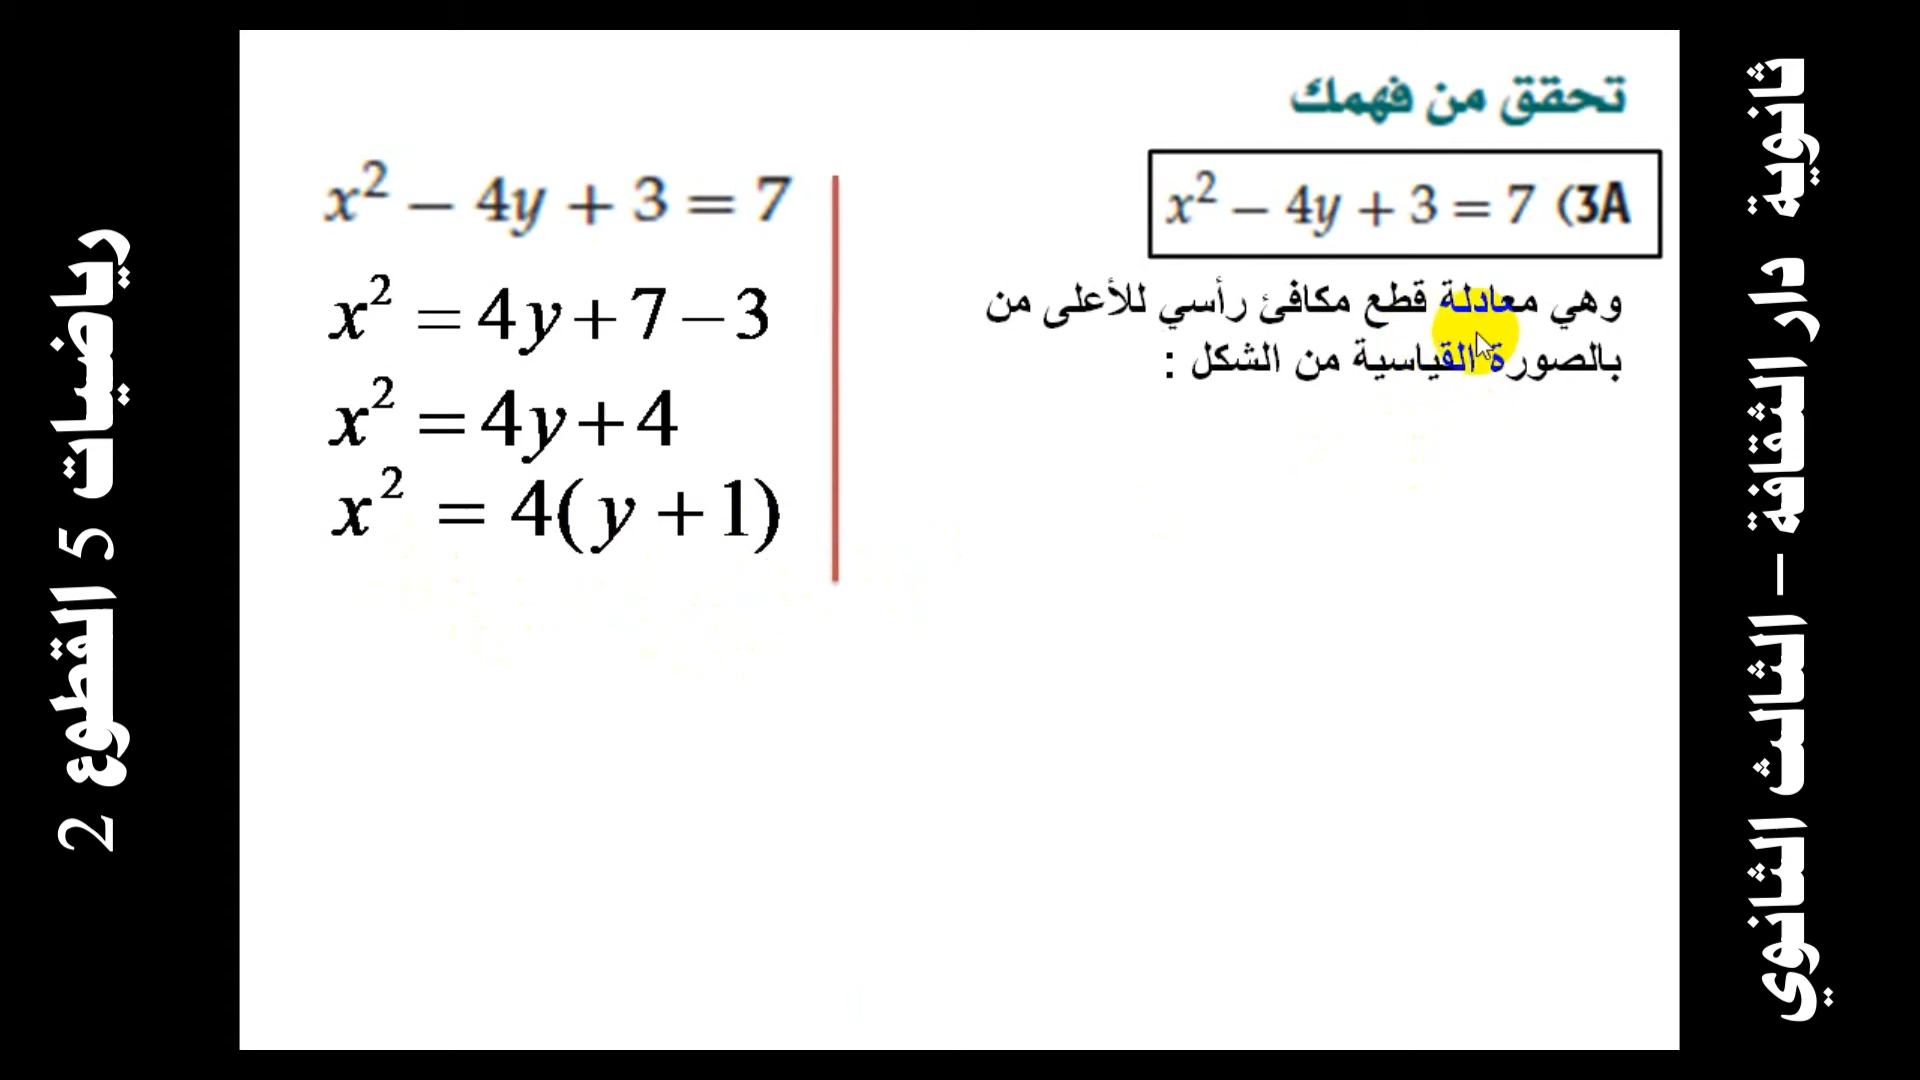 تحقق من فهمك
x² − 4y + 3 = 7 (3A
وهي معادلة قطع مكافئ رأسي للأعلى من
بالصورة القياسية من الشكل :
x² − 4y + 3 = 7
x² = 4y + 7 − 3
x² = 4y + 4
x² = 4(y + 1)
ثانوية دار الثقافة – الثالث الثانوي
رياضيات 5 القطوع 2